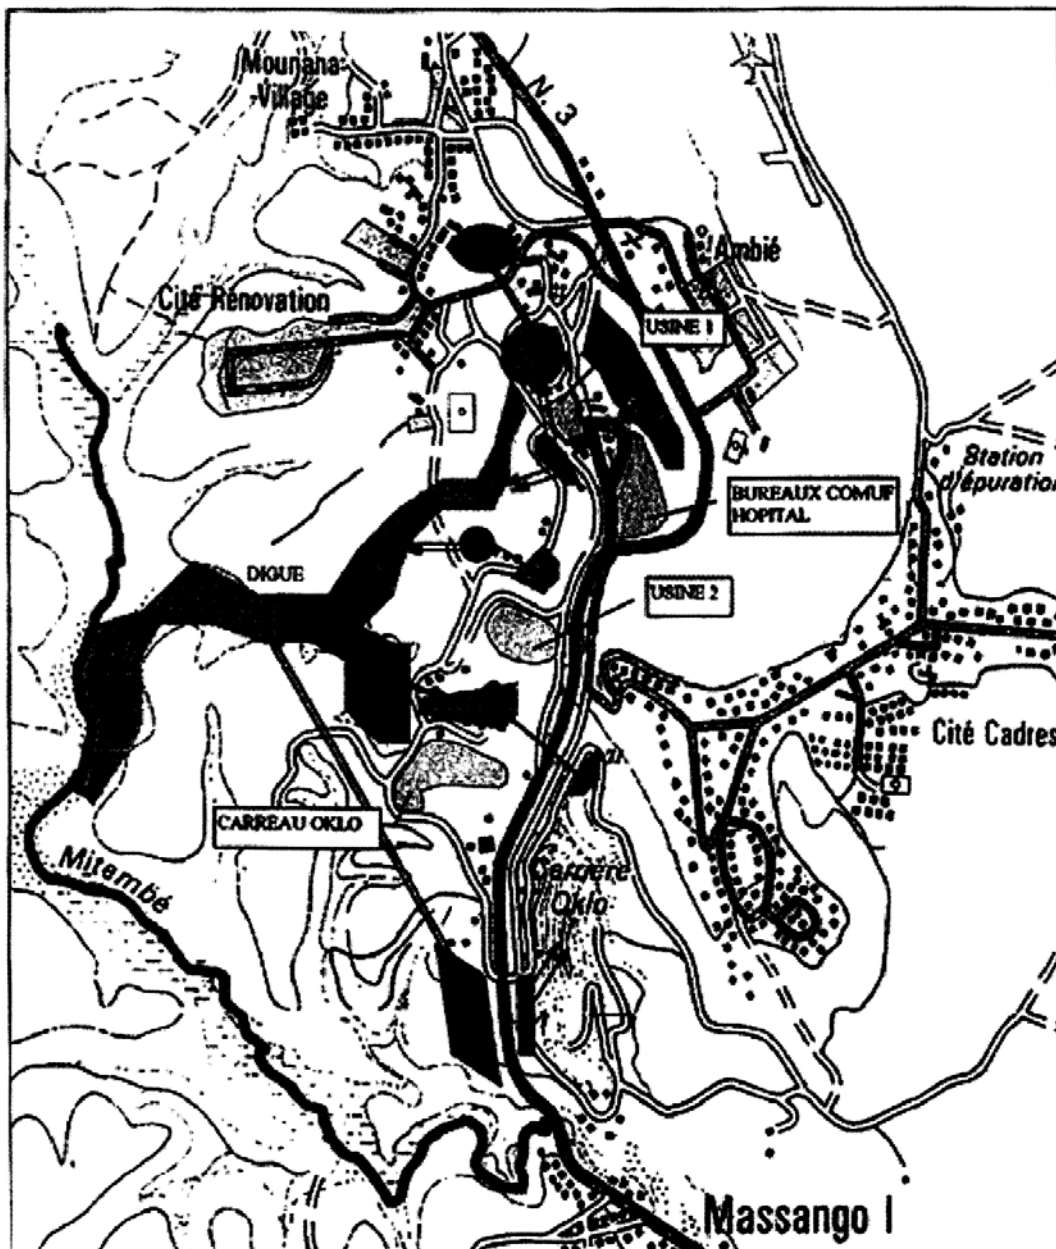 Mounana
-Village
N. 3
Ambié
Cité Rénovation
USINE 1
Station
d'épuration
BUREAUX COMUF
HOPITAL
DIGUE
USINE 2
Cité Cadres
CARREAU OKLO
Mitembé
Carrière
Oklo
Massango I